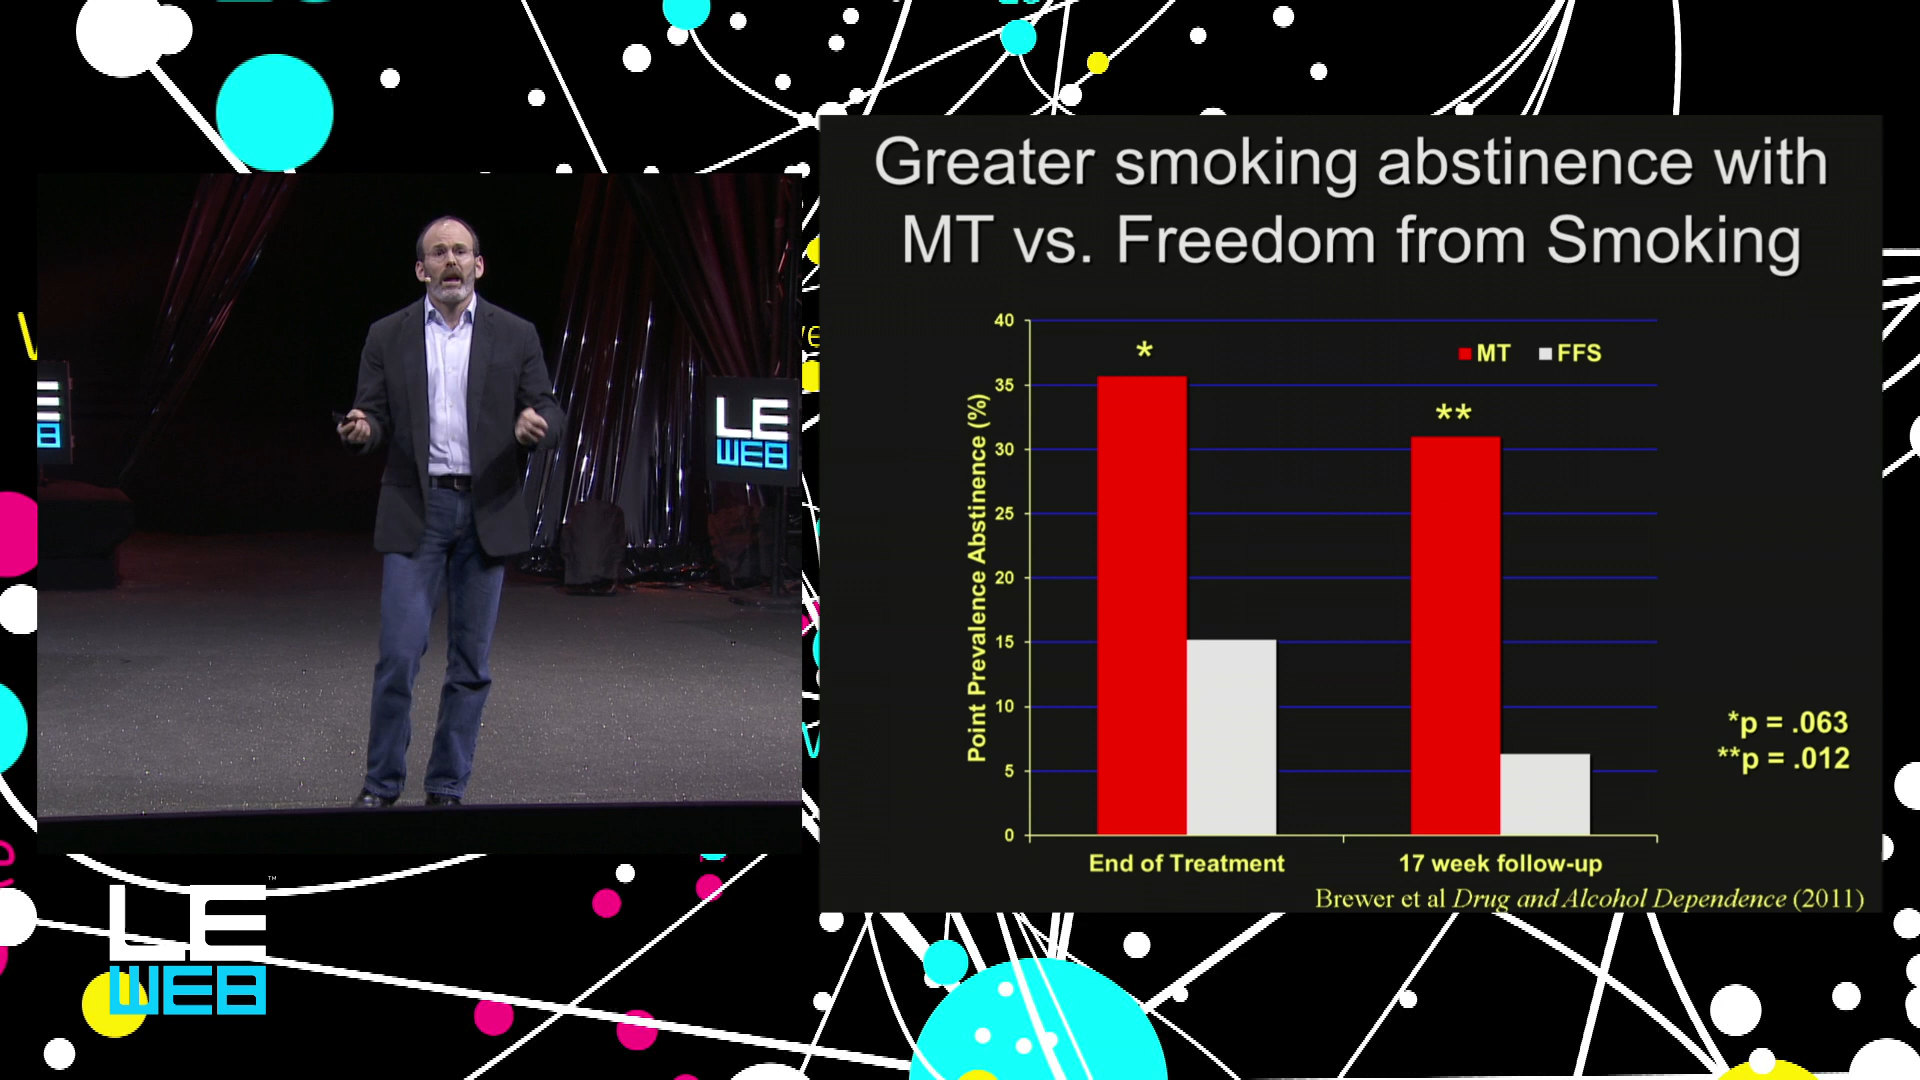 Greater smoking abstinence with
MT vs. Freedom from Smoking
40
35
30
25
20
15
10
5
0
Point Prevalence Abstinence (%)
*
**
MT
FFS
*p = .063
**p = .012
End of Treatment
17 week follow-up
Brewer et al Drug and Alcohol Dependence (2011)
LE
WEB
LE
WEB
™